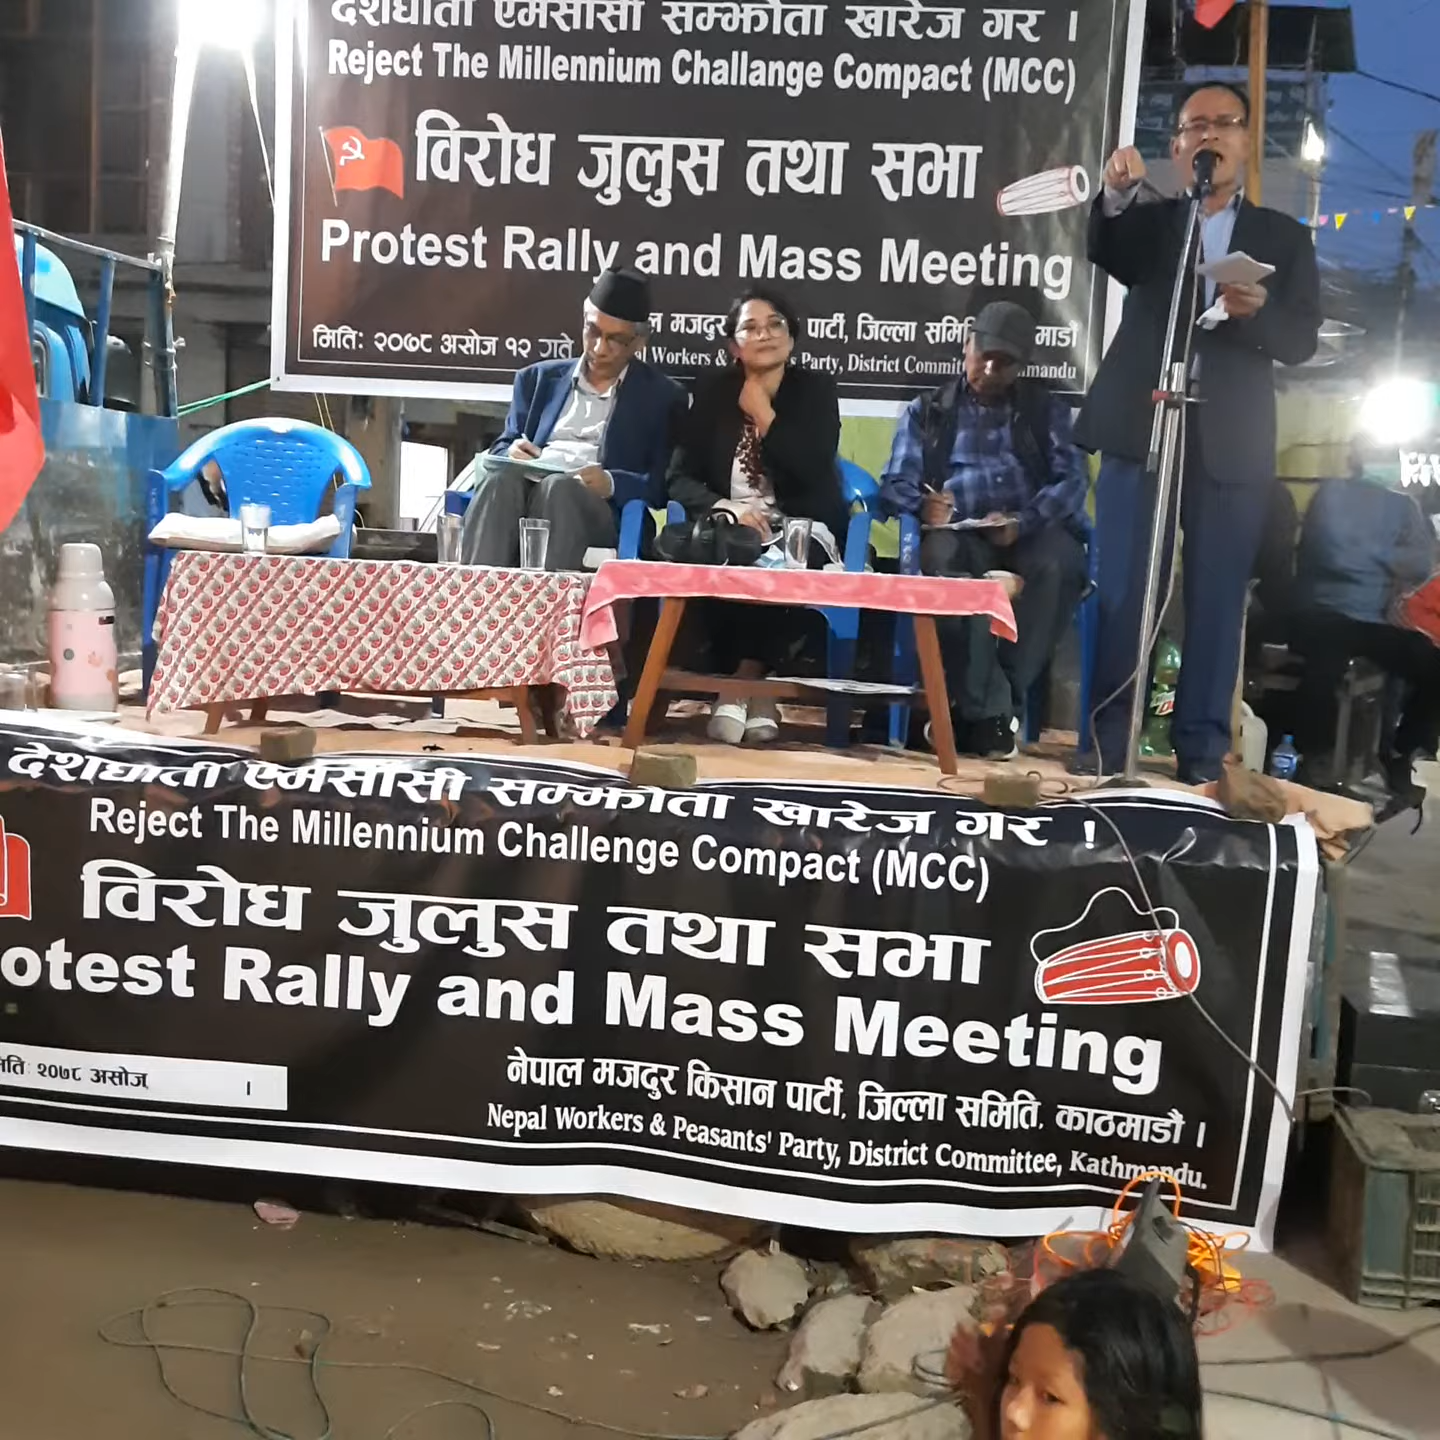 देशघाती एमसीसी सम्झौता खारेज गर ।
Reject The Millennium Challange Compact (MCC)
विरोध जुलुस तथा सभा
Protest Rally and Mass Meeting
मजदुर पार्टी, जिल्ला समिति
मितिः २०७८ असोज १२ गते
Workers & Party, District
देशघाती एमसीसी सम्झौता खारेज गर !
Reject The Millennium Challenge Compact (MCC)
विरोध जुलुस तथा सभा
otest Rally and Mass Meeting
२०७८ असोज ।
नेपाल मजदुर किसान पार्टी, जिल्ला समिति, काठमाडौं ।
Nepal Workers & Peasants' Party, District Committee, Kathmandu.